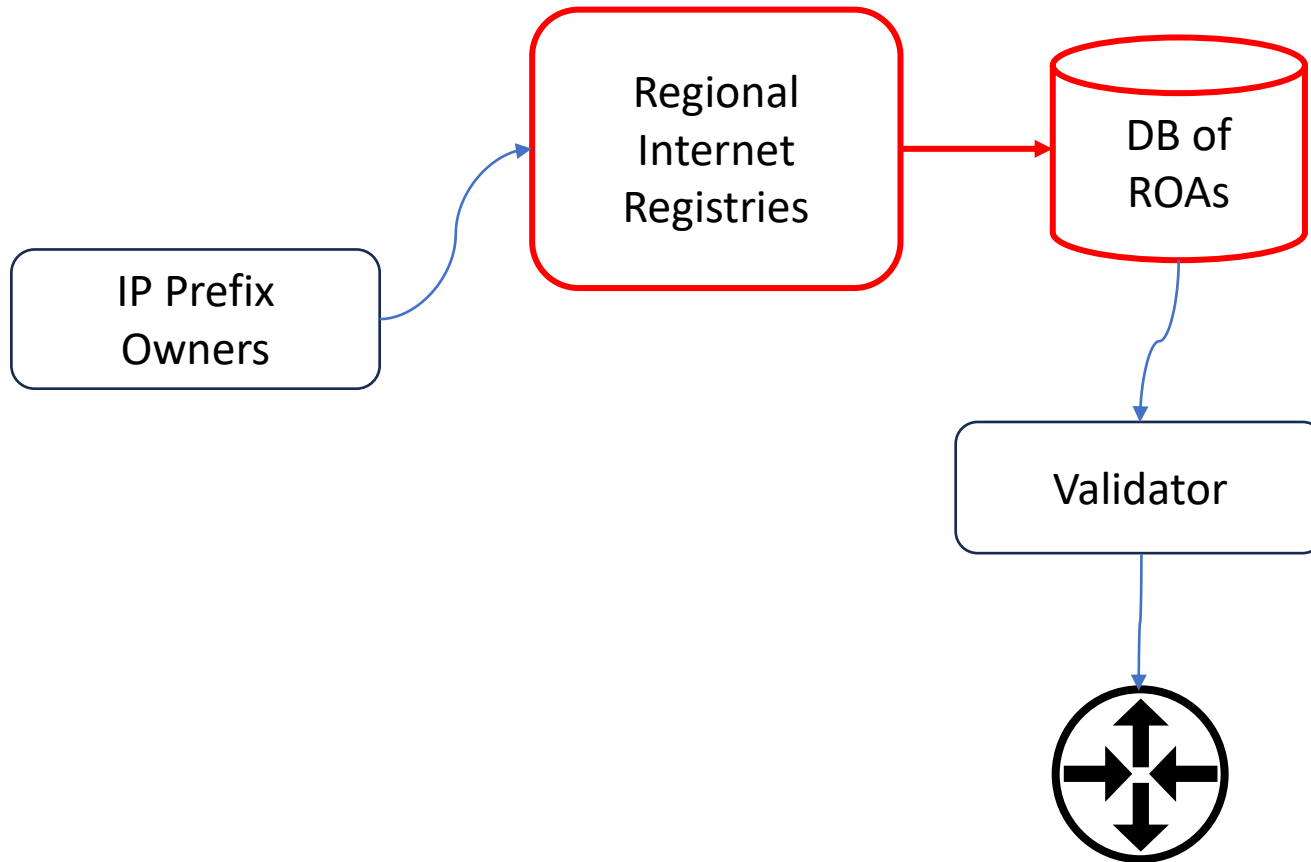 Regional
Internet
Registries
DB of
ROAs
IP Prefix
Owners
Validator